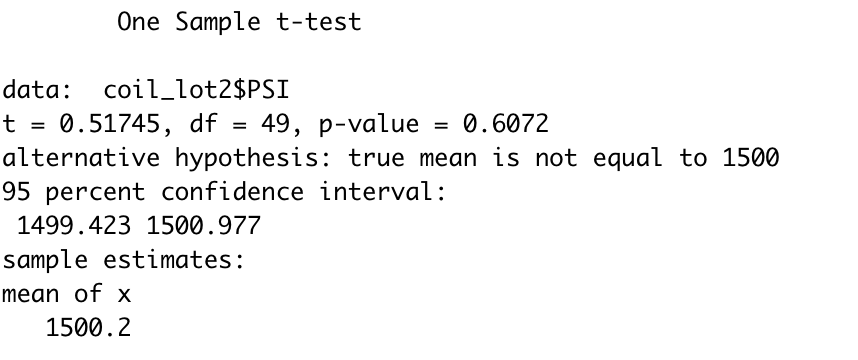 One Sample t-test
data:  coil_lot2$PSI
t = 0.51745, df = 49, p-value = 0.6072
alternative hypothesis: true mean is not equal to 1500
95 percent confidence interval:
1499.423 1500.977
sample estimates:
mean of x
1500.2